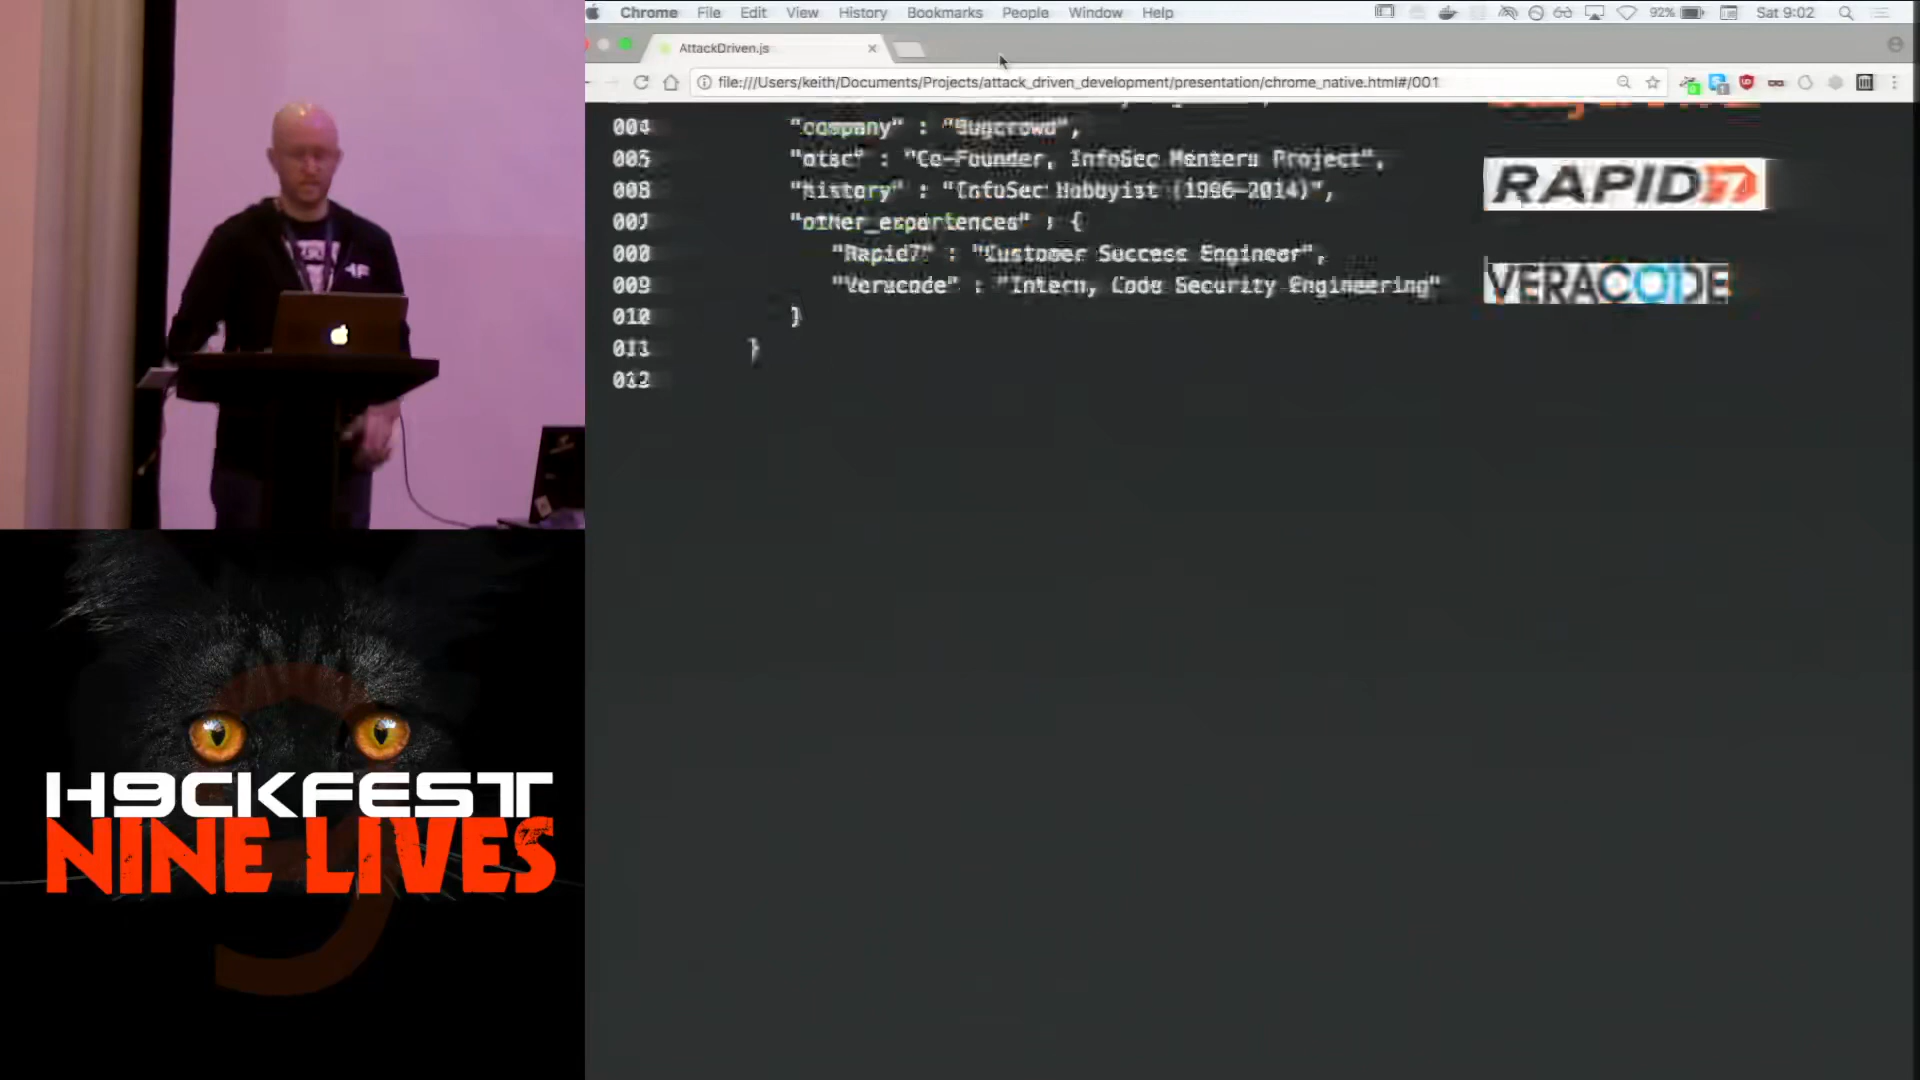 Chrome File Edit View History Bookmarks People Window Help 92% Sat 9:02
AttackDriven.js
file:///Users/keith/Documents/Projects/attack_driven_development/presentation/chrome_native.html#/001
004 "company" : "Bugcrowd",
005 "otsc" : "Co-Founder, InfoSec Mentors Project",
006 "history" : "InfoSec Hobbyist (1996-2014)",
007 "other_experiences" : {
008 "Rapid7" : "Customer Success Engineer",
009 "Veracode" : "Intern, Code Security Engineering"
010 }
011 }
012
RAPID7
VERACODE
H9CKFEST
NINE LIVES